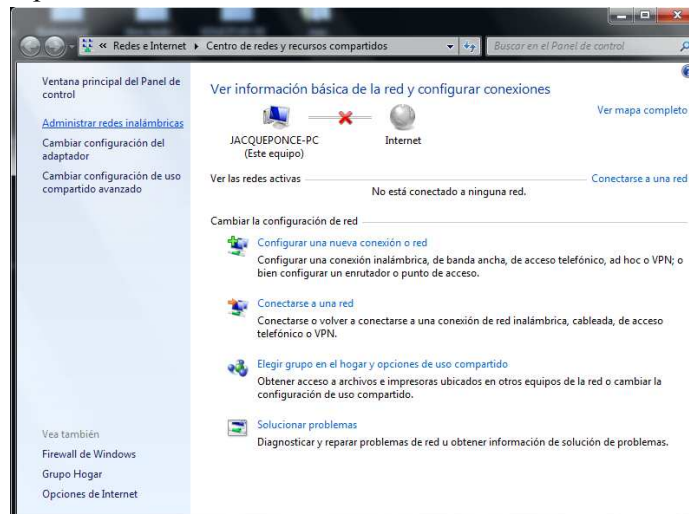 « Redes e Internet ▸ Centro de redes y recursos compartidos
Buscar en el Panel de control
Ventana principal del Panel de
control
Administrar redes inalámbricas
Cambiar configuración del
adaptador
Cambiar configuración de uso
compartido avanzado
Vea también
Firewall de Windows
Grupo Hogar
Opciones de Internet
Ver información básica de la red y configurar conexiones
Ver mapa completo
JACQUEPONCE-PC
(Este equipo)
Internet
Ver las redes activas
Conectarse a una red
No está conectado a ninguna red.
Cambiar la configuración de red
Configurar una nueva conexión o red
Configurar una conexión inalámbrica, de banda ancha, de acceso telefónico, ad hoc o VPN; o
bien configurar un enrutador o punto de acceso.
Conectarse a una red
Conectarse o volver a conectarse a una conexión de red inalámbrica, cableada, de acceso
telefónico o VPN.
Elegir grupo en el hogar y opciones de uso compartido
Obtener acceso a archivos e impresoras ubicados en otros equipos de la red o cambiar la
configuración de uso compartido.
Solucionar problemas
Diagnosticar y reparar problemas de red u obtener información de solución de problemas.